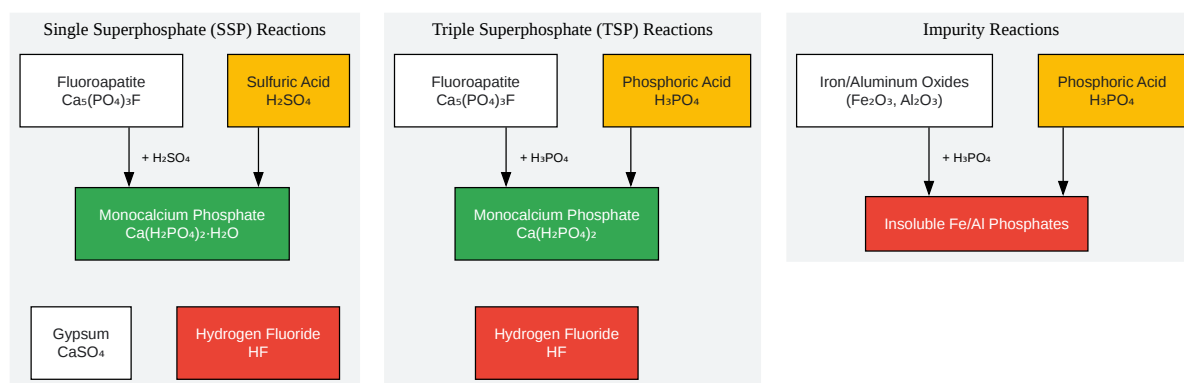 Single Superphosphate (SSP) Reactions
Fluoroapatite
Ca₅(PO₄)₃F
Sulfuric Acid
H₂SO₄
+ H₂SO₄
Monocalcium Phosphate
Ca(H₂PO₄)₂·H₂O
Gypsum
CaSO₄
Hydrogen Fluoride
HF
Triple Superphosphate (TSP) Reactions
Fluoroapatite
Ca₅(PO₄)₃F
Phosphoric Acid
H₃PO₄
+ H₃PO₄
Monocalcium Phosphate
Ca(H₂PO₄)₂
Hydrogen Fluoride
HF
Impurity Reactions
Iron/Aluminum Oxides
(Fe₂O₃, Al₂O₃)
Phosphoric Acid
H₃PO₄
+ H₃PO₄
Insoluble Fe/Al Phosphates